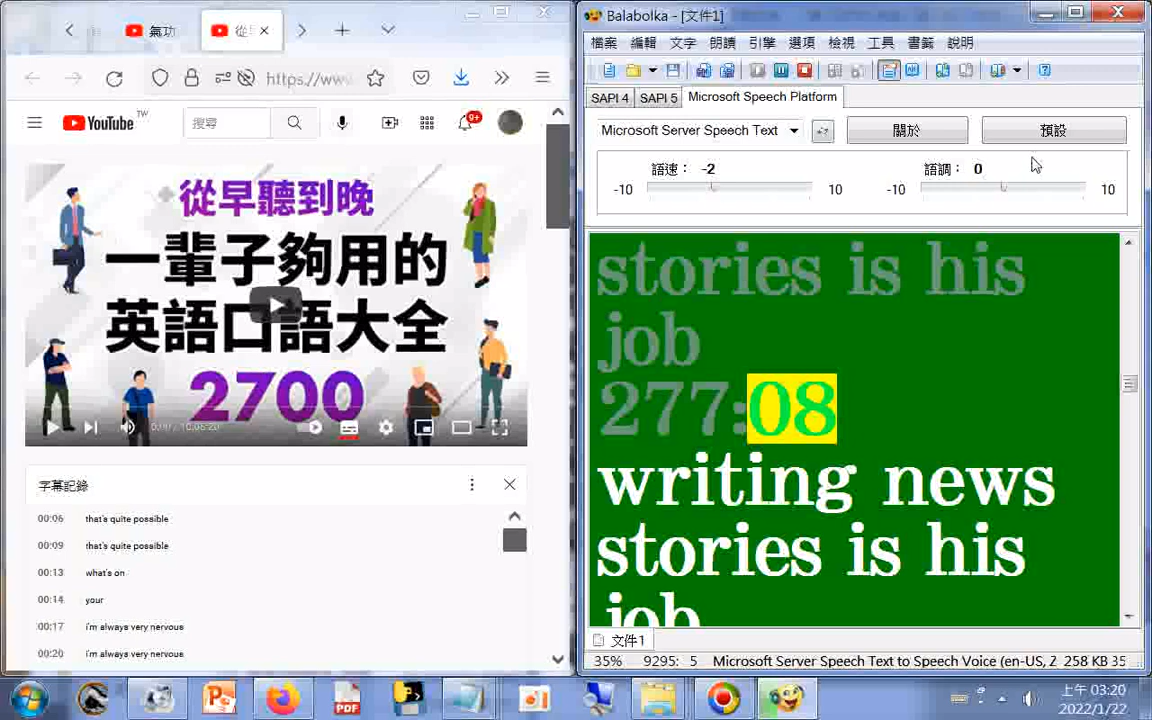 氣功
從!
https://www
YouTube TW
搜尋
9+
從早聽到晚
一輩子夠用的
英語口語大全
2700
字幕記錄
00:06 that's quite possible
00:09 that's quite possible
00:13 what's on
00:14 your
00:17 i'm always very nervous
00:20 i'm always very nervous
Balabolka - [文件1]
檔案 編輯 文字 朗讀 引擎 選項 檢視 工具 書籤 說明
SAPI 4 SAPI 5 Microsoft Speech Platform
Microsoft Server Speech Text 關於 預設
語速： -2 語調： 0
-10 10 -10 10
stories is his
job
277:08
writing news
stories is his
job
文件1
35% 9295: 5 Microsoft Server Speech Text to Speech Voice (en-US, 2 258 KB 35
PDF
上午 03:20
2022/1/22